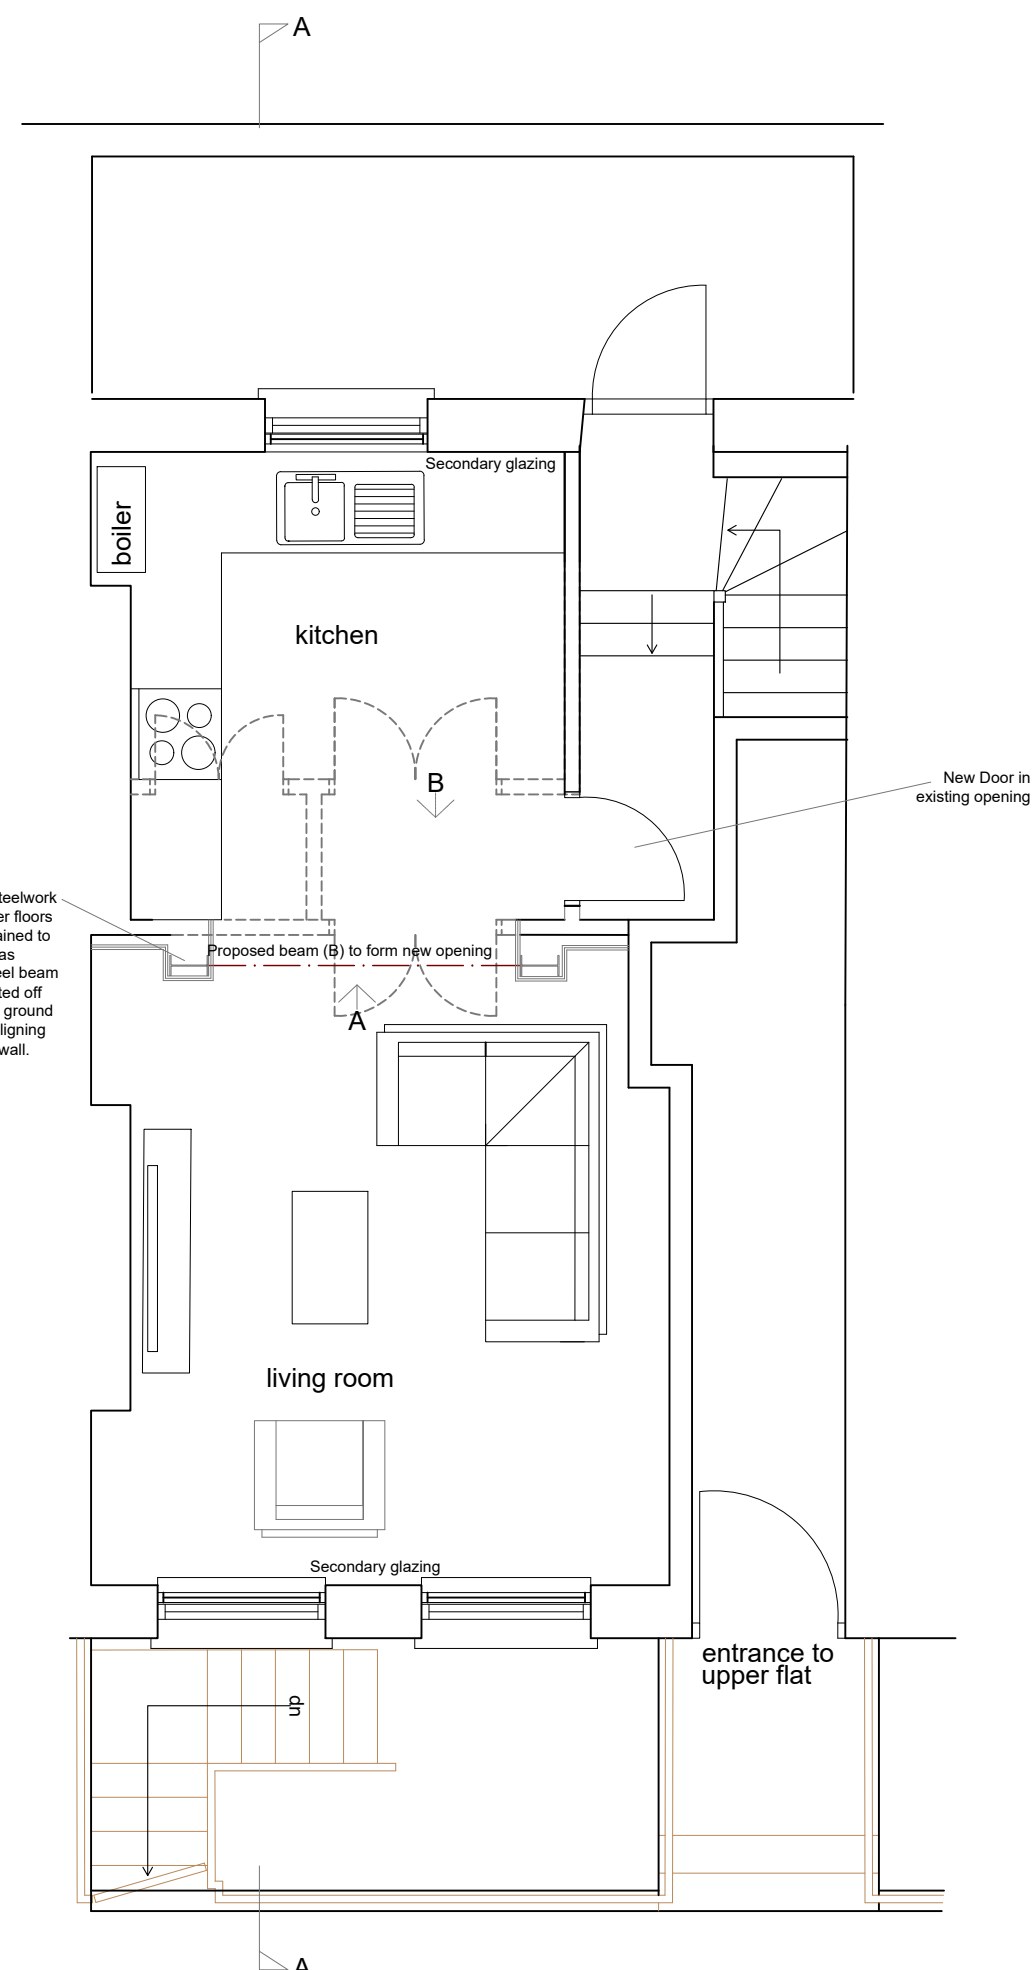 A
Secondary glazing
boiler
kitchen
B
New Door in
existing opening
teelwork
er floors
ained to
as
eel beam
ted off
ground
ligning
wall.
Proposed beam (B) to form new opening
A
living room
Secondary glazing
entrance to
upper flat
up
A